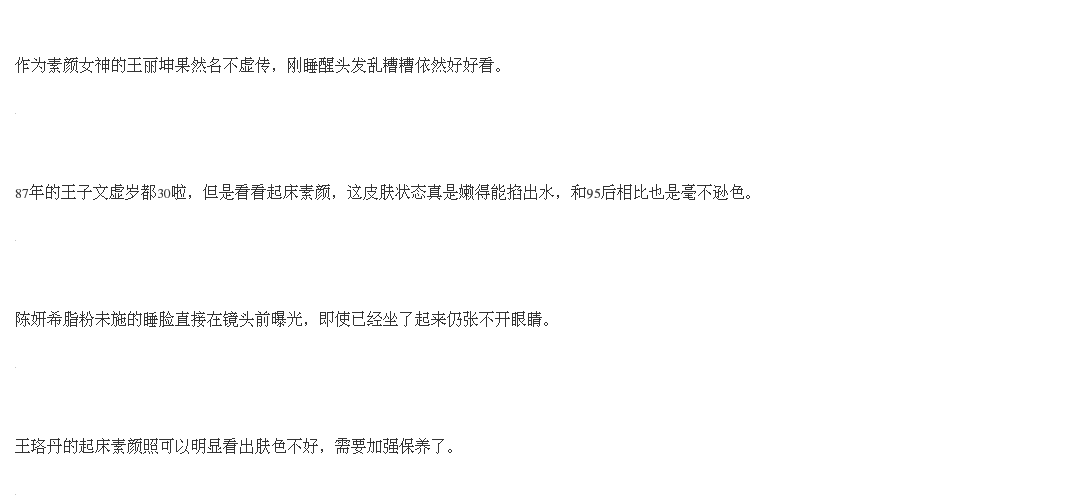 作为素颜女神的王丽坤果然名不虚传，刚睡醒头发乱糟糟依然好好看。
87年的王子文虚岁都30啦，但是看看起床素颜，这皮肤状态真是嫩得能掐出水，和95后相比也是毫不逊色。
陈妍希脂粉未施的睡脸直接在镜头前曝光，即使已经坐了起来仍张不开眼睛。
王珞丹的起床素颜照可以明显看出肤色不好，需要加强保养了。